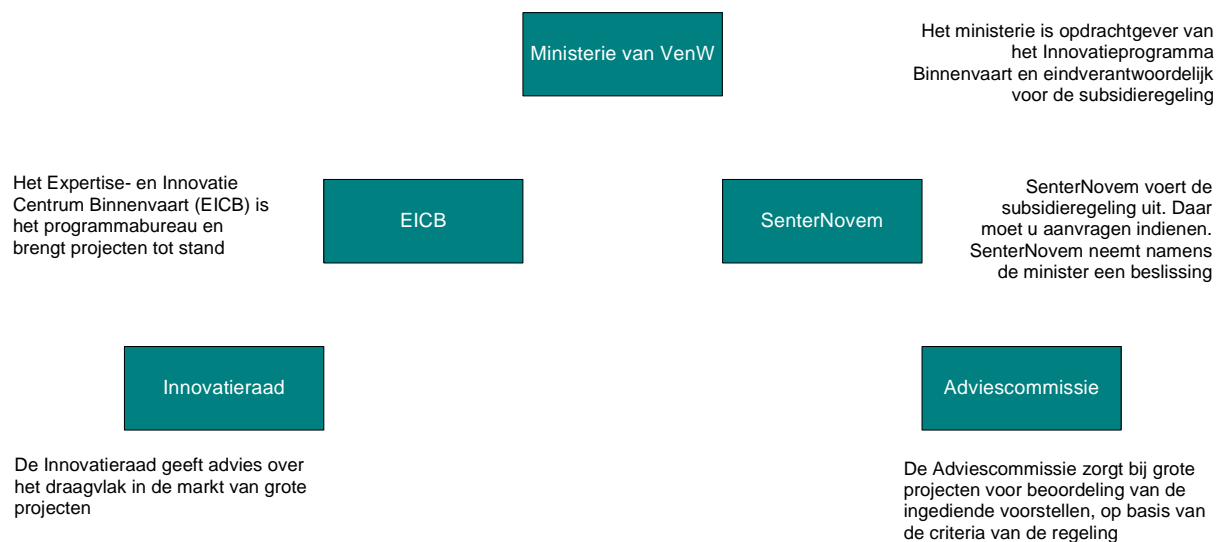 Ministerie van VenW
Het ministerie is opdrachtgever van
het Innovatieprogramma
Binnenvaart en eindverantwoordelijk
voor de subsidieregeling
Het Expertise- en Innovatie
Centrum Binnenvaart (EICB) is
het programmabureau en
brengt projecten tot stand
EICB
SenterNovem
SenterNovem voert de
subsidieregeling uit. Daar
moet u aanvragen indienen.
SenterNovem neemt namens
de minister een beslissing
Innovatieraad
Adviescommissie
De Innovatieraad geeft advies over
het draagvlak in de markt van grote
projecten
De Adviescommissie zorgt bij grote
projecten voor beoordeling van de
ingediende voorstellen, op basis van
de criteria van de regeling